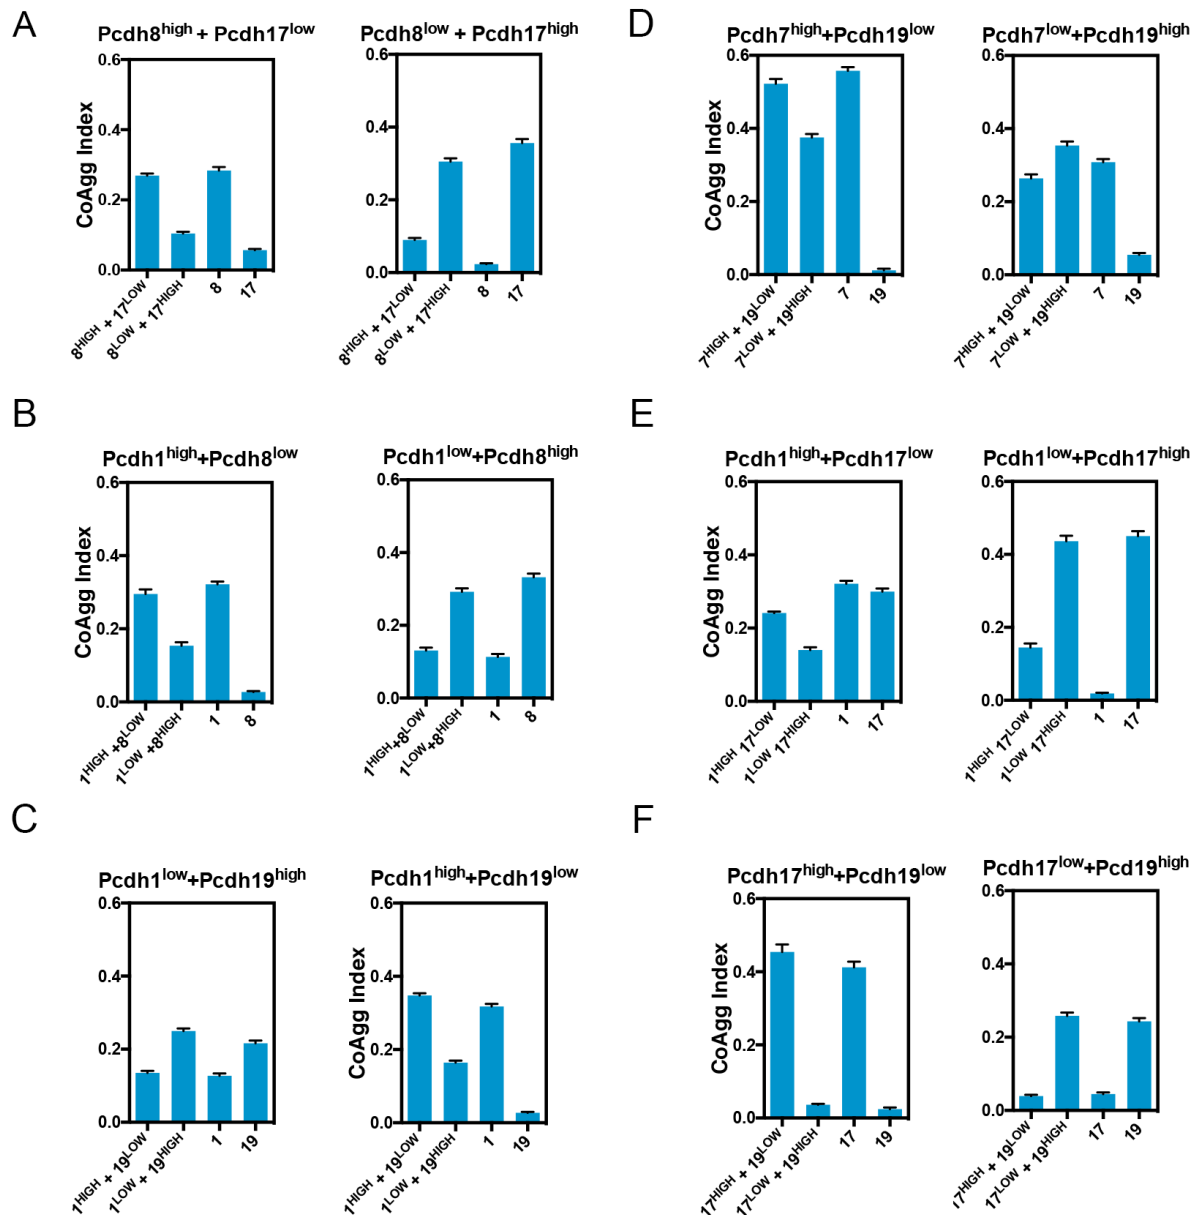 A
Pcdh8high + Pcdh17low
Pcdh8low + Pcdh17high
CoAgg Index
0.6
0.4
0.2
0.0
8HIGH + 17LOW
8LOW + 17HIGH
8
17
0.6
0.4
0.2
0.0
8HIGH + 17LOW
8LOW + 17HIGH
8
17
D
Pcdh7high+Pcdh19low
Pcdh7low+Pcdh19high
CoAgg Index
0.6
0.4
0.2
0.0
7HIGH + 19LOW
7LOW + 19HIGH
7
19
0.6
0.4
0.2
0.0
7HIGH + 19LOW
7LOW + 19HIGH
7
19
B
Pcdh1high+Pcdh8low
Pcdh1low+Pcdh8high
CoAgg Index
0.6
0.4
0.2
0.0
1HIGH +8LOW
1LOW +8HIGH
1
8
0.6
0.4
0.2
0.0
1HIGH+8LOW
1LOW+8HIGH
1
8
E
Pcdh1high+Pcdh17low
Pcdh1low+Pcdh17high
CoAgg Index
0.6
0.4
0.2
0.0
1HIGH 17LOW
1LOW 17HIGH
1
17
0.6
0.4
0.2
0.0
1HIGH 17LOW
1LOW 17HIGH
1
17
C
Pcdh1low+Pcdh19high
Pcdh1high+Pcdh19low
0.6
0.4
0.2
0.0
1HIGH + 19LOW
1LOW + 19HIGH
1
19
CoAgg Index
0.6
0.4
0.2
0.0
1HIGH + 19LOW
1LOW + 19HIGH
1
19
F
Pcdh17high+Pcdh19low
Pcdh17low+Pcd19high
CoAgg Index
0.6
0.4
0.2
0.0
17HIGH + 19LOW
17LOW + 19HIGH
17
19
0.6
0.4
0.2
0.0
17HIGH + 19LOW
17LOW + 19HIGH
17
19